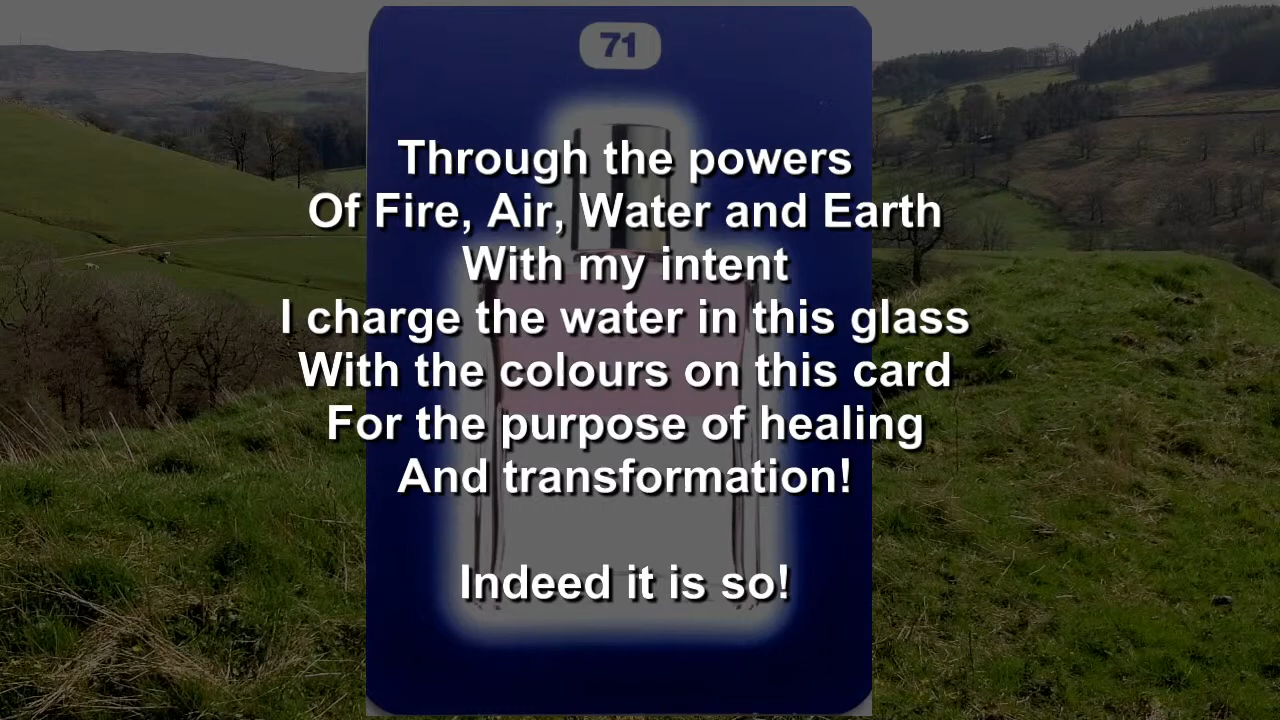 71
Through the powers
Of Fire, Air, Water and Earth
With my intent
I charge the water in this glass
With the colours on this card
For the purpose of healing
And transformation!
Indeed it is so!